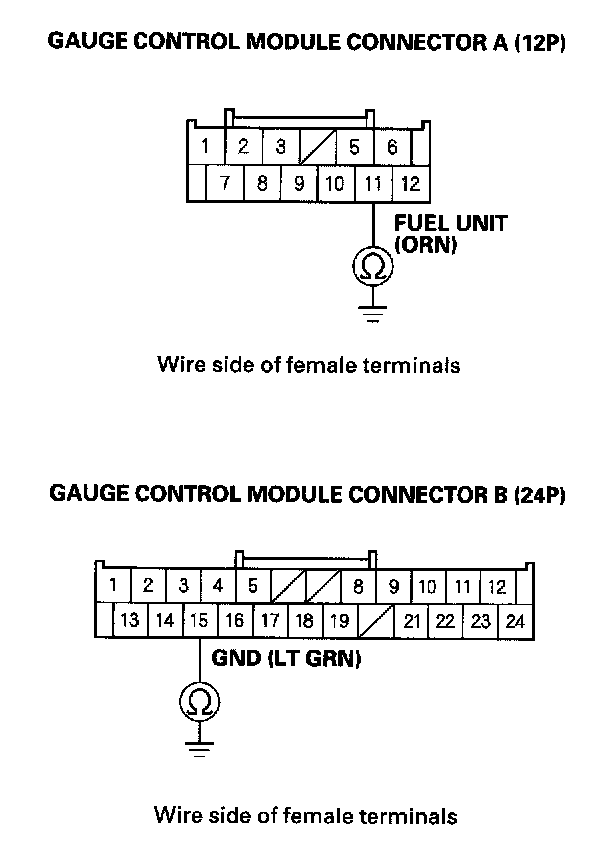 GAUGE CONTROL MODULE CONNECTOR A (12P)
1 2 3 5 6
7 8 9 10 11 12
FUEL UNIT
(ORN)
Ω
Wire side of female terminals
GAUGE CONTROL MODULE CONNECTOR B (24P)
1 2 3 4 5 8 9 10 11 12
13 14 15 16 17 18 19 21 22 23 24
GND (LT GRN)
Ω
Wire side of female terminals